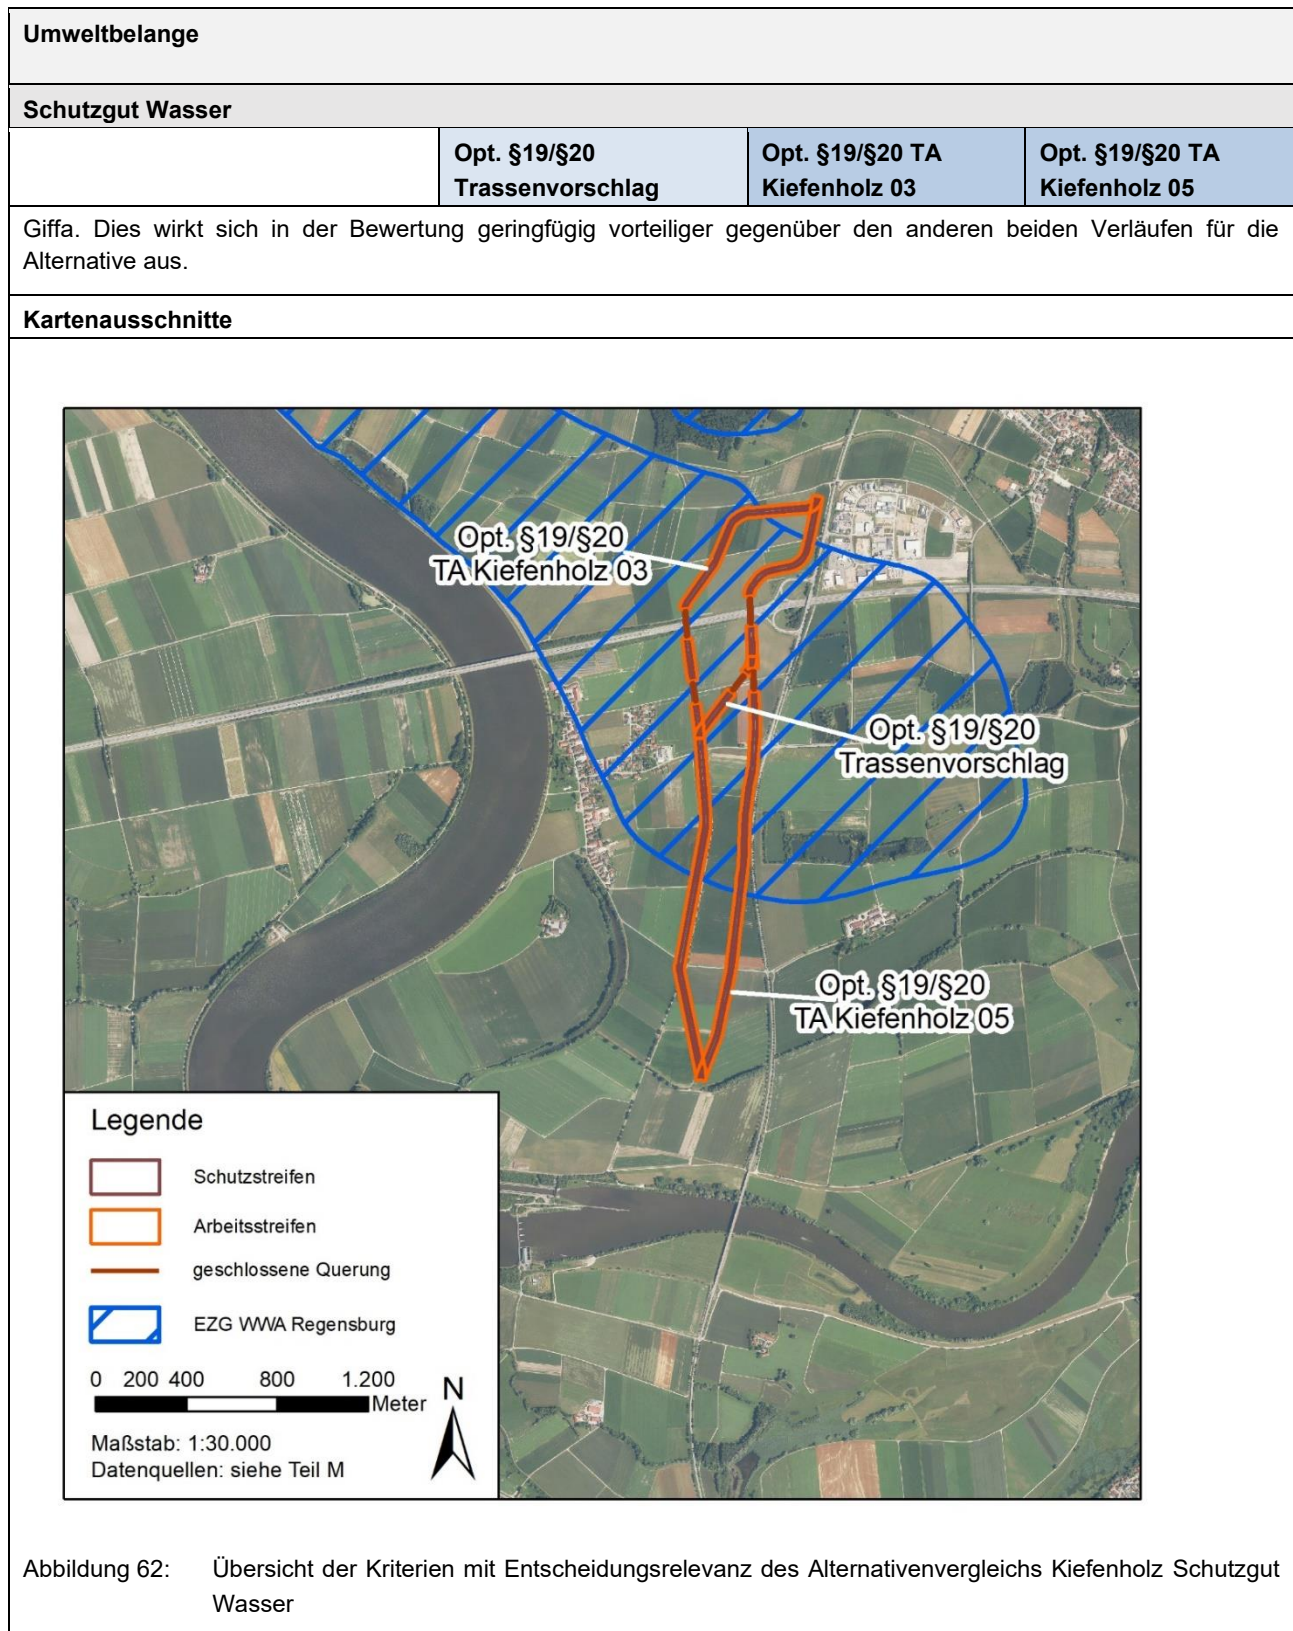 Umweltbelange
Schutzgut Wasser
Opt. §19/§20 Trassenvorschlag
Opt. §19/§20 TA Kiefenholz 03
Opt. §19/§20 TA Kiefenholz 05
Giffa. Dies wirkt sich in der Bewertung geringfügig vorteiliger gegenüber den anderen beiden Verläufen für die
Alternative aus.
Kartenausschnitte
Opt. §19/§20
TA Kiefenholz 03
Opt. §19/§20
Trassenvorschlag
Opt. §19/§20
TA Kiefenholz 05
Legende
Schutzstreifen
Arbeitsstreifen
geschlossene Querung
EZG WWA Regensburg
0 200 400 800 1.200
Meter
N
Maßstab: 1:30.000
Datenquellen: siehe Teil M
Abbildung 62: Übersicht der Kriterien mit Entscheidungsrelevanz des Alternativenvergleichs Kiefenholz Schutzgut
Wasser